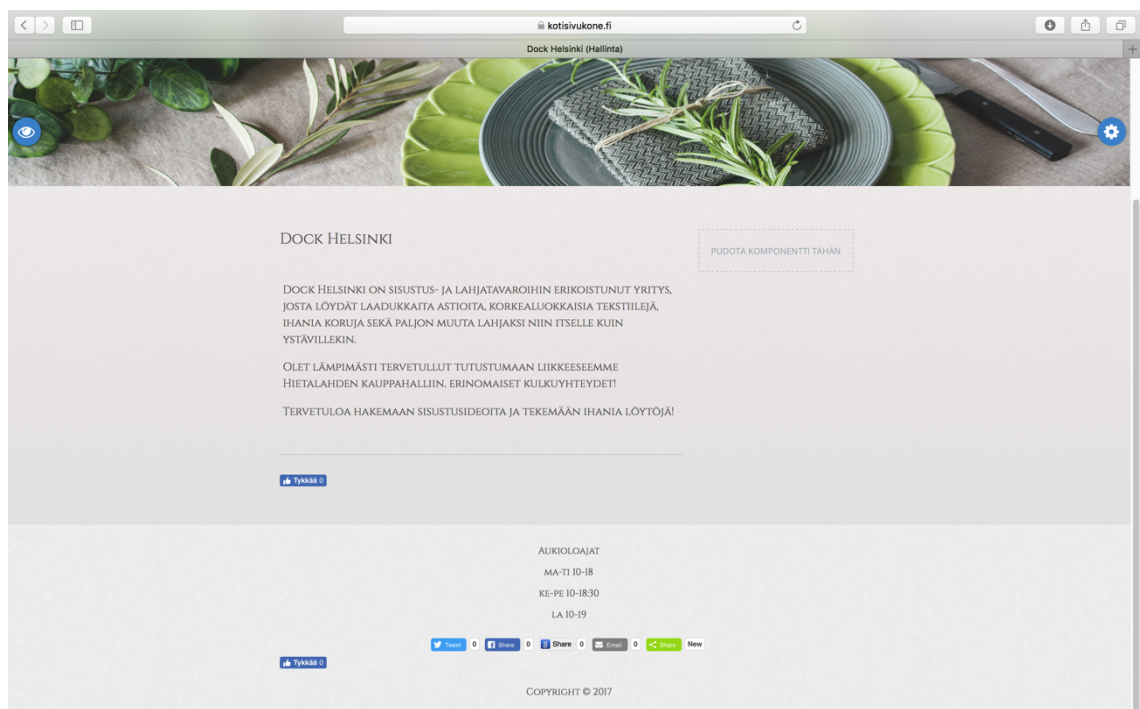 kotisivukone.fi
Dock Helsinki (Hallinta)
Dock Helsinki
PUDOTA KOMPONENTTI TÄHÄN
Dock Helsinki on sisustus- ja lahjatavaroihin erikoistunut yritys,
josta löydät laadukkaita astioita, korkealuokkaisia tekstiilejä,
ihania koruja sekä paljon muuta lahjaksi niin itselle kuin
ystävillekin.
Olet lämpimästi tervetullut tutustumaan liikkeeseemme
Hietalahden kauppahalliin. erinomaiset kulkuyhteydet!
Tervetuloa hakemaan sisustusideoita ja tekemään ihania löytöjä!
Tykkää 0
Aukioloajat
ma-ti 10-18
ke-pe 10-18:30
la 10-19
Tweet 0 Share 0 Share 0 Email 0 Share New
Tykkää 0
Copyright © 2017